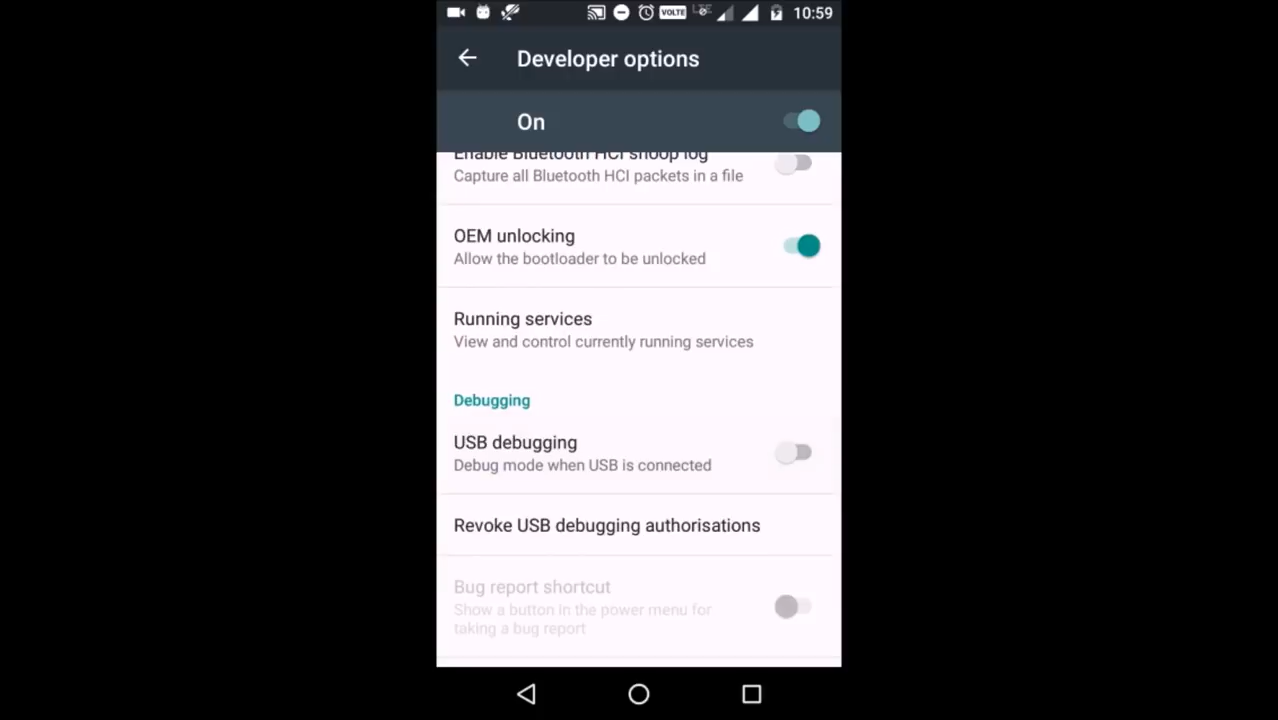 VOLTE LTE 10:59
Developer options
On
Enable Bluetooth HCI snoop log
Capture all Bluetooth HCI packets in a file
OEM unlocking
Allow the bootloader to be unlocked
Running services
View and control currently running services
Debugging
USB debugging
Debug mode when USB is connected
Revoke USB debugging authorisations
Bug report shortcut
Show a button in the power menu for
taking a bug report